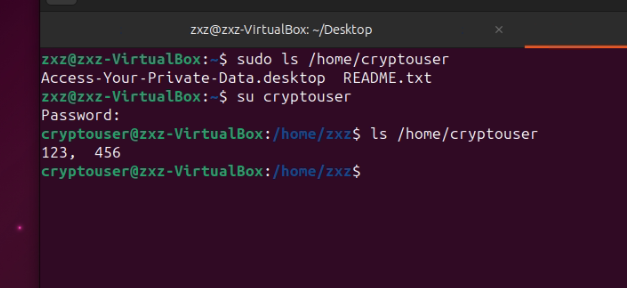 zxz@zxz-VirtualBox: ~/Desktop
zxz@zxz-VirtualBox:~$ sudo ls /home/cryptouser
Access-Your-Private-Data.desktop  README.txt
zxz@zxz-VirtualBox:~$ su cryptouser
Password:
cryptouser@zxz-VirtualBox:/home/zxz$ ls /home/cryptouser
123,  456
cryptouser@zxz-VirtualBox:/home/zxz$